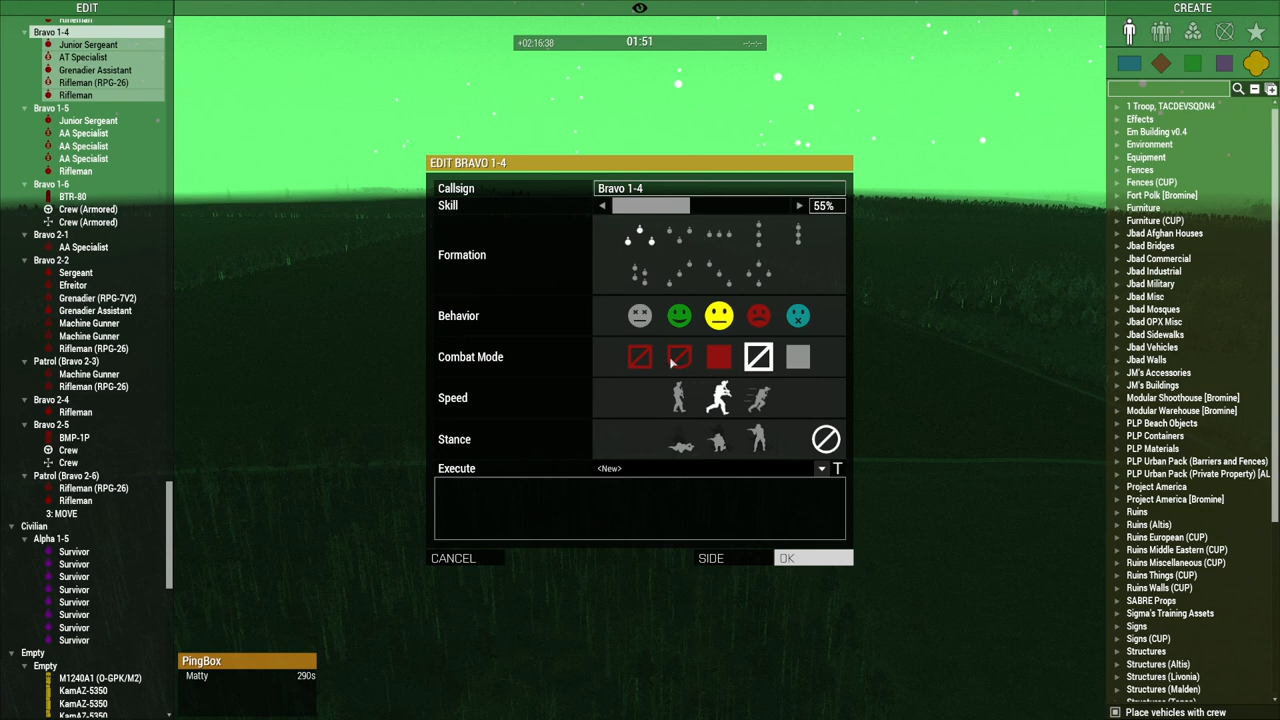 EDIT
Bravo 1-4
Junior Sergeant
AT Specialist
Grenadier Assistant
Rifleman (RPG-26)
Rifleman
Bravo 1-5
Junior Sergeant
AA Specialist
AA Specialist
AA Specialist
Rifleman
Bravo 1-6
BTR-80
Crew (Armored)
Crew (Armored)
Bravo 2-1
AA Specialist
Bravo 2-2
Sergeant
Efreitor
Grenadier (RPG-7V2)
Grenadier Assistant
Machine Gunner
Machine Gunner
Rifleman (RPG-26)
Patrol (Bravo 2-3)
Machine Gunner
Rifleman (RPG-26)
Bravo 2-4
Rifleman
Bravo 2-5
BMP-1P
Crew
Crew
Patrol (Bravo 2-6)
Rifleman (RPG-26)
Rifleman
3: MOVE
Civilian
Alpha 1-5
Survivor
Survivor
Survivor
Survivor
Survivor
Survivor
Survivor
Survivor
Empty
Empty
M1240A1 (O-GPK/M2)
KamAZ-5350
KamAZ-5350
KamAZ-5350
+02:16:38 01:51 --:--
EDIT BRAVO 1-4
Callsign Bravo 1-4
Skill 55%
Formation
Behavior
Combat Mode
Speed
Stance
Execute <New> T
CANCEL SIDE OK
PingBox
Matty 290s
CREATE
1 Troop, TACDEVSQDN4
Effects
Em Building v0.4
Environment
Equipment
Fences
Fences (CUP)
Fort Polk [Bromine]
Furniture
Furniture (CUP)
Jbad Afghan Houses
Jbad Bridges
Jbad Commercial
Jbad Industrial
Jbad Military
Jbad Misc
Jbad Mosques
Jbad OPX Misc
Jbad Sidewalks
Jbad Vehicles
Jbad Walls
JM's Accessories
JM's Buildings
Modular Shoothouse [Bromine]
Modular Warehouse [Bromine]
PLP Beach Objects
PLP Containers
PLP Materials
PLP Urban Pack (Barriers and Fences)
PLP Urban Pack (Private Property) [AL
Project America
Project America [Bromine]
Ruins
Ruins (Altis)
Ruins European (CUP)
Ruins Middle Eastern (CUP)
Ruins Miscellaneous (CUP)
Ruins Things (CUP)
Ruins Walls (CUP)
SABRE Props
Sigma's Training Assets
Signs
Signs (CUP)
Structures
Structures (Altis)
Structures (Livonia)
Structures (Malden)
Place vehicles with crew